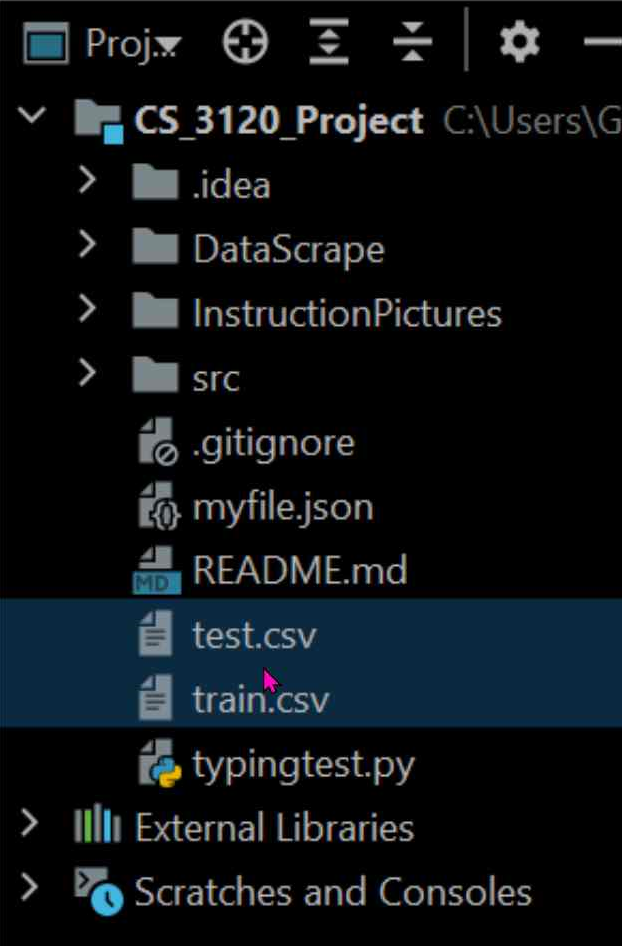 Proj...
CS_3120_Project C:\Users\G
.idea
DataScrape
InstructionPictures
src
.gitignore
myfile.json
README.md
MD
test.csv
train.csv
typingtest.py
External Libraries
Scratches and Consoles